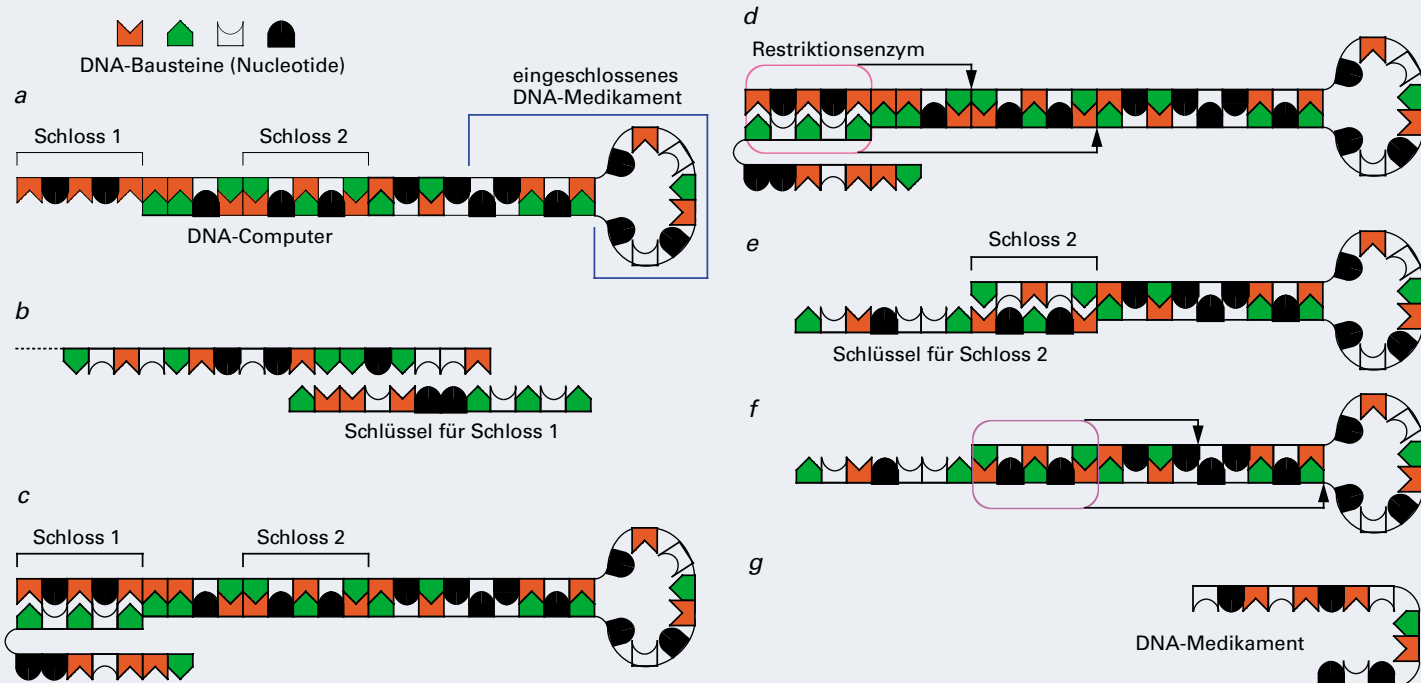 DNA-Bausteine (Nucleotide)
a
eingeschlossenes
DNA-Medikament
Schloss 1
Schloss 2
DNA-Computer
b
Schlüssel für Schloss 1
c
Schloss 1
Schloss 2
d
Restriktionsenzym
e
Schloss 2
Schlüssel für Schloss 2
f
g
DNA-Medikament